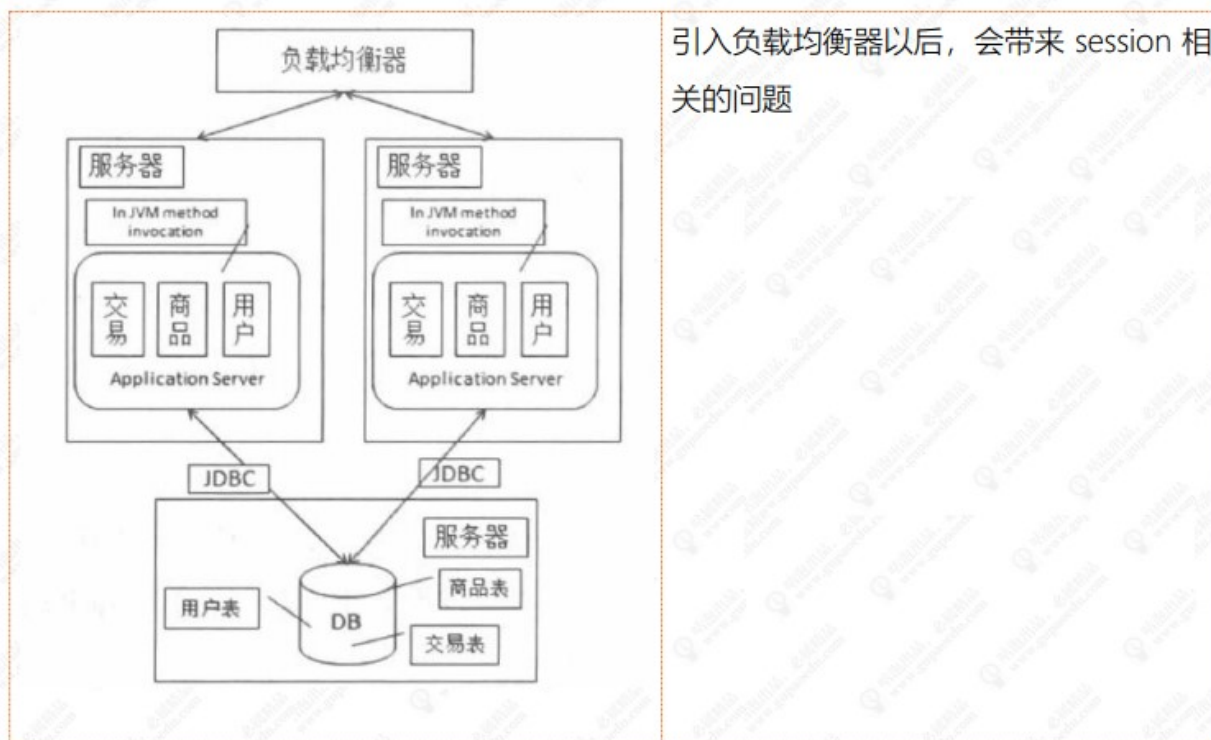 负载均衡器
服务器
服务器
In JVM method
invocation
In JVM method
invocation
交易
商品
用户
交易
商品
用户
Application Server
Application Server
JDBC
JDBC
服务器
商品表
用户表
DB
交易表
引入负载均衡器以后，会带来 session 相
关的问题